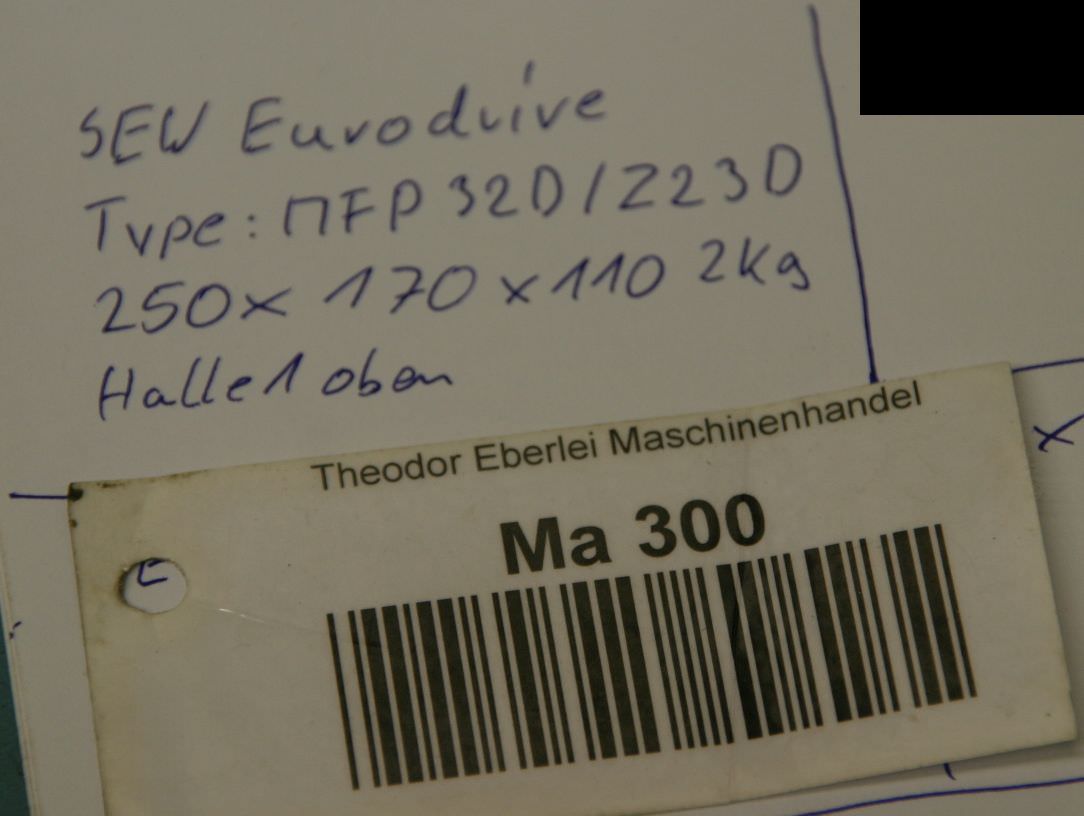 SEW Eurodrive
Type: MFP 32D/Z23D
250x 170 x 110 2kg
Halle 1 oben
x
Theodor Eberlei Maschinenhandel
Ma 300